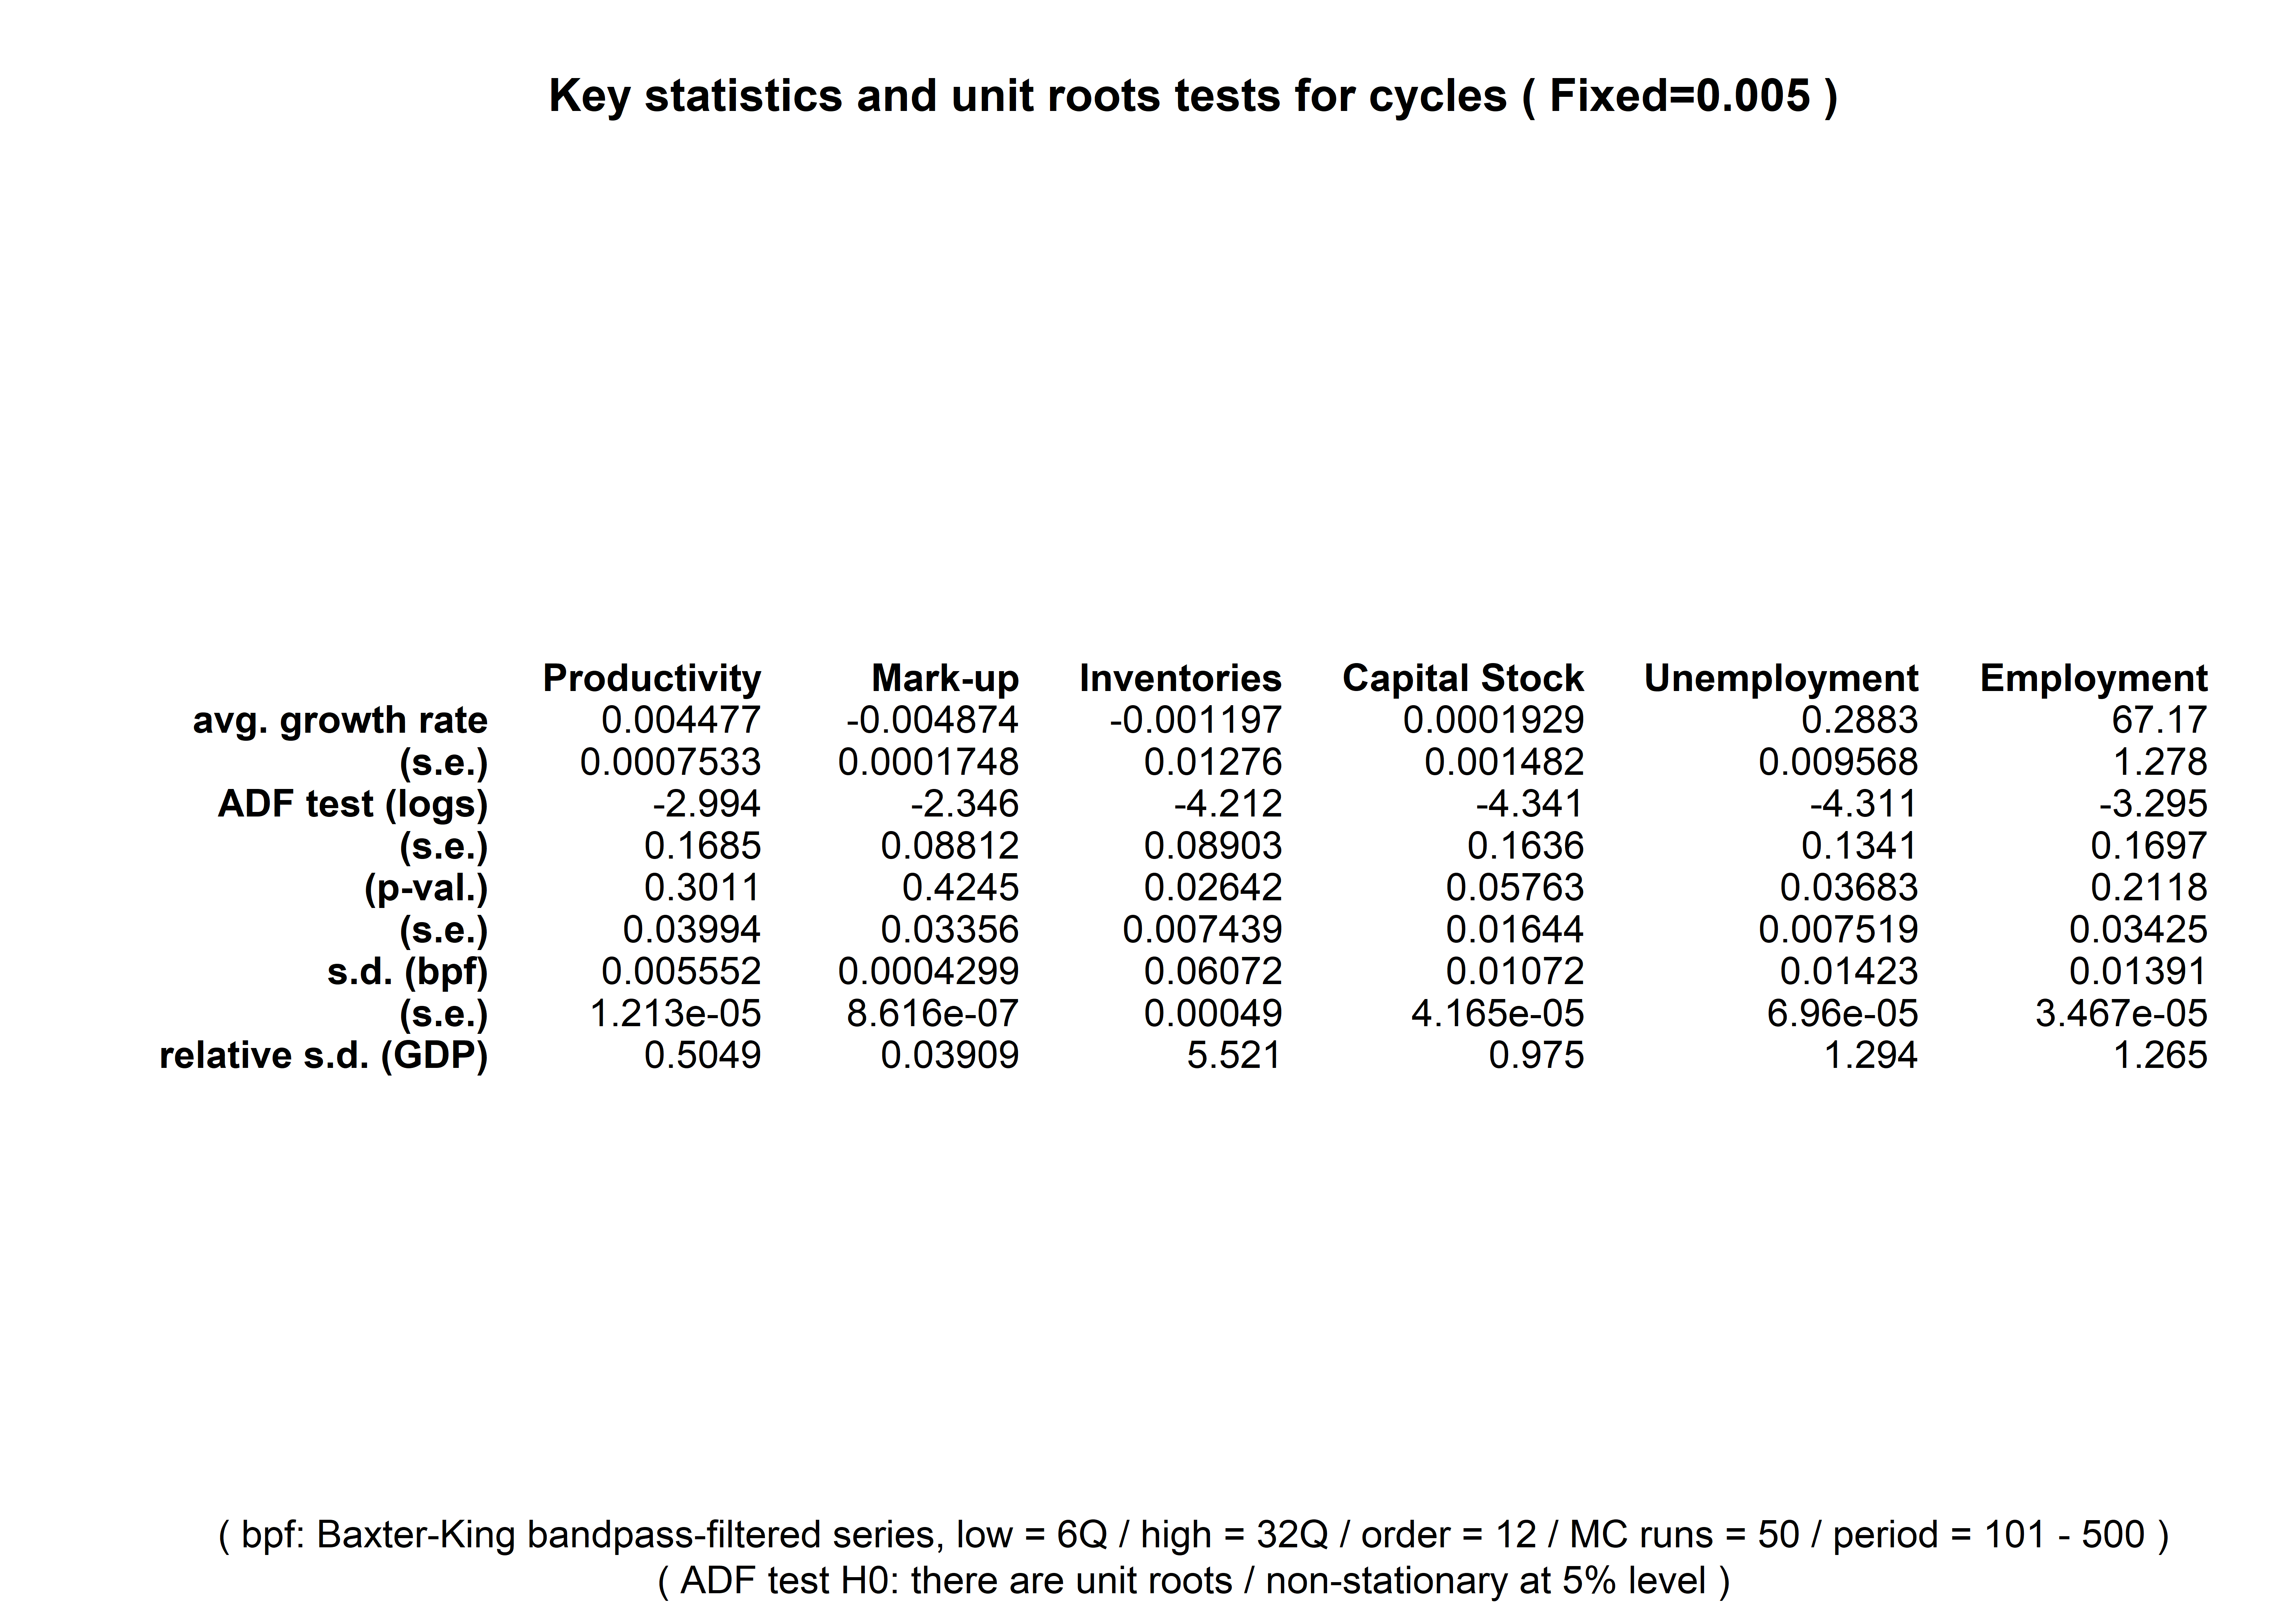 Key statistics and unit roots tests for cycles ( Fixed=0.005 )
Productivity Mark-up Inventories Capital Stock Unemployment Employment
avg. growth rate 0.004477 -0.004874 -0.001197 0.0001929 0.2883 67.17
(s.e.) 0.0007533 0.0001748 0.01276 0.001482 0.009568 1.278
ADF test (logs) -2.994 -2.346 -4.212 -4.341 -4.311 -3.295
(s.e.) 0.1685 0.08812 0.08903 0.1636 0.1341 0.1697
(p-val.) 0.3011 0.4245 0.02642 0.05763 0.03683 0.2118
(s.e.) 0.03994 0.03356 0.007439 0.01644 0.007519 0.03425
s.d. (bpf) 0.005552 0.0004299 0.06072 0.01072 0.01423 0.01391
(s.e.) 1.213e-05 8.616e-07 0.00049 4.165e-05 6.96e-05 3.467e-05
relative s.d. (GDP) 0.5049 0.03909 5.521 0.975 1.294 1.265
( bpf: Baxter-King bandpass-filtered series, low = 6Q / high = 32Q / order = 12 / MC runs = 50 / period = 101 - 500 )
( ADF test H0: there are unit roots / non-stationary at 5% level )